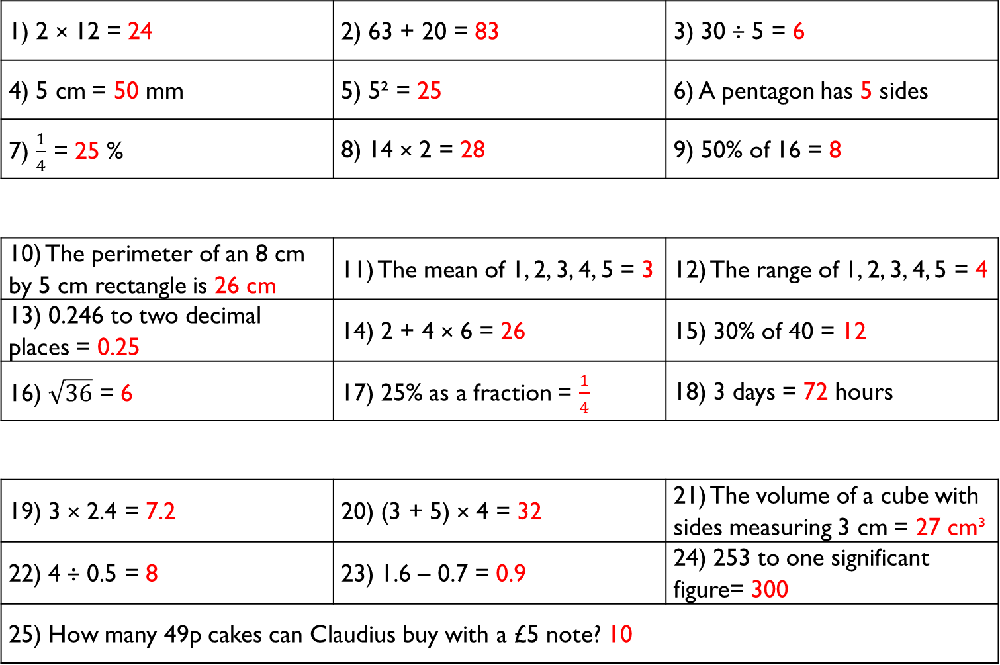 1) 2 × 12 = 24
2) 63 + 20 = 83
3) 30 ÷ 5 = 6
4) 5 cm = 50 mm
5) 5² = 25
6) A pentagon has 5 sides
7) 1/4 = 25 %
8) 14 × 2 = 28
9) 50% of 16 = 8
10) The perimeter of an 8 cm
by 5 cm rectangle is 26 cm
11) The mean of 1, 2, 3, 4, 5 = 3
12) The range of 1, 2, 3, 4, 5 = 4
13) 0.246 to two decimal
places = 0.25
14) 2 + 4 × 6 = 26
15) 30% of 40 = 12
16) √36 = 6
17) 25% as a fraction = 1/4
18) 3 days = 72 hours
19) 3 × 2.4 = 7.2
20) (3 + 5) × 4 = 32
21) The volume of a cube with
sides measuring 3 cm = 27 cm³
22) 4 ÷ 0.5 = 8
23) 1.6 – 0.7 = 0.9
24) 253 to one significant
figure= 300
25) How many 49p cakes can Claudius buy with a £5 note? 10